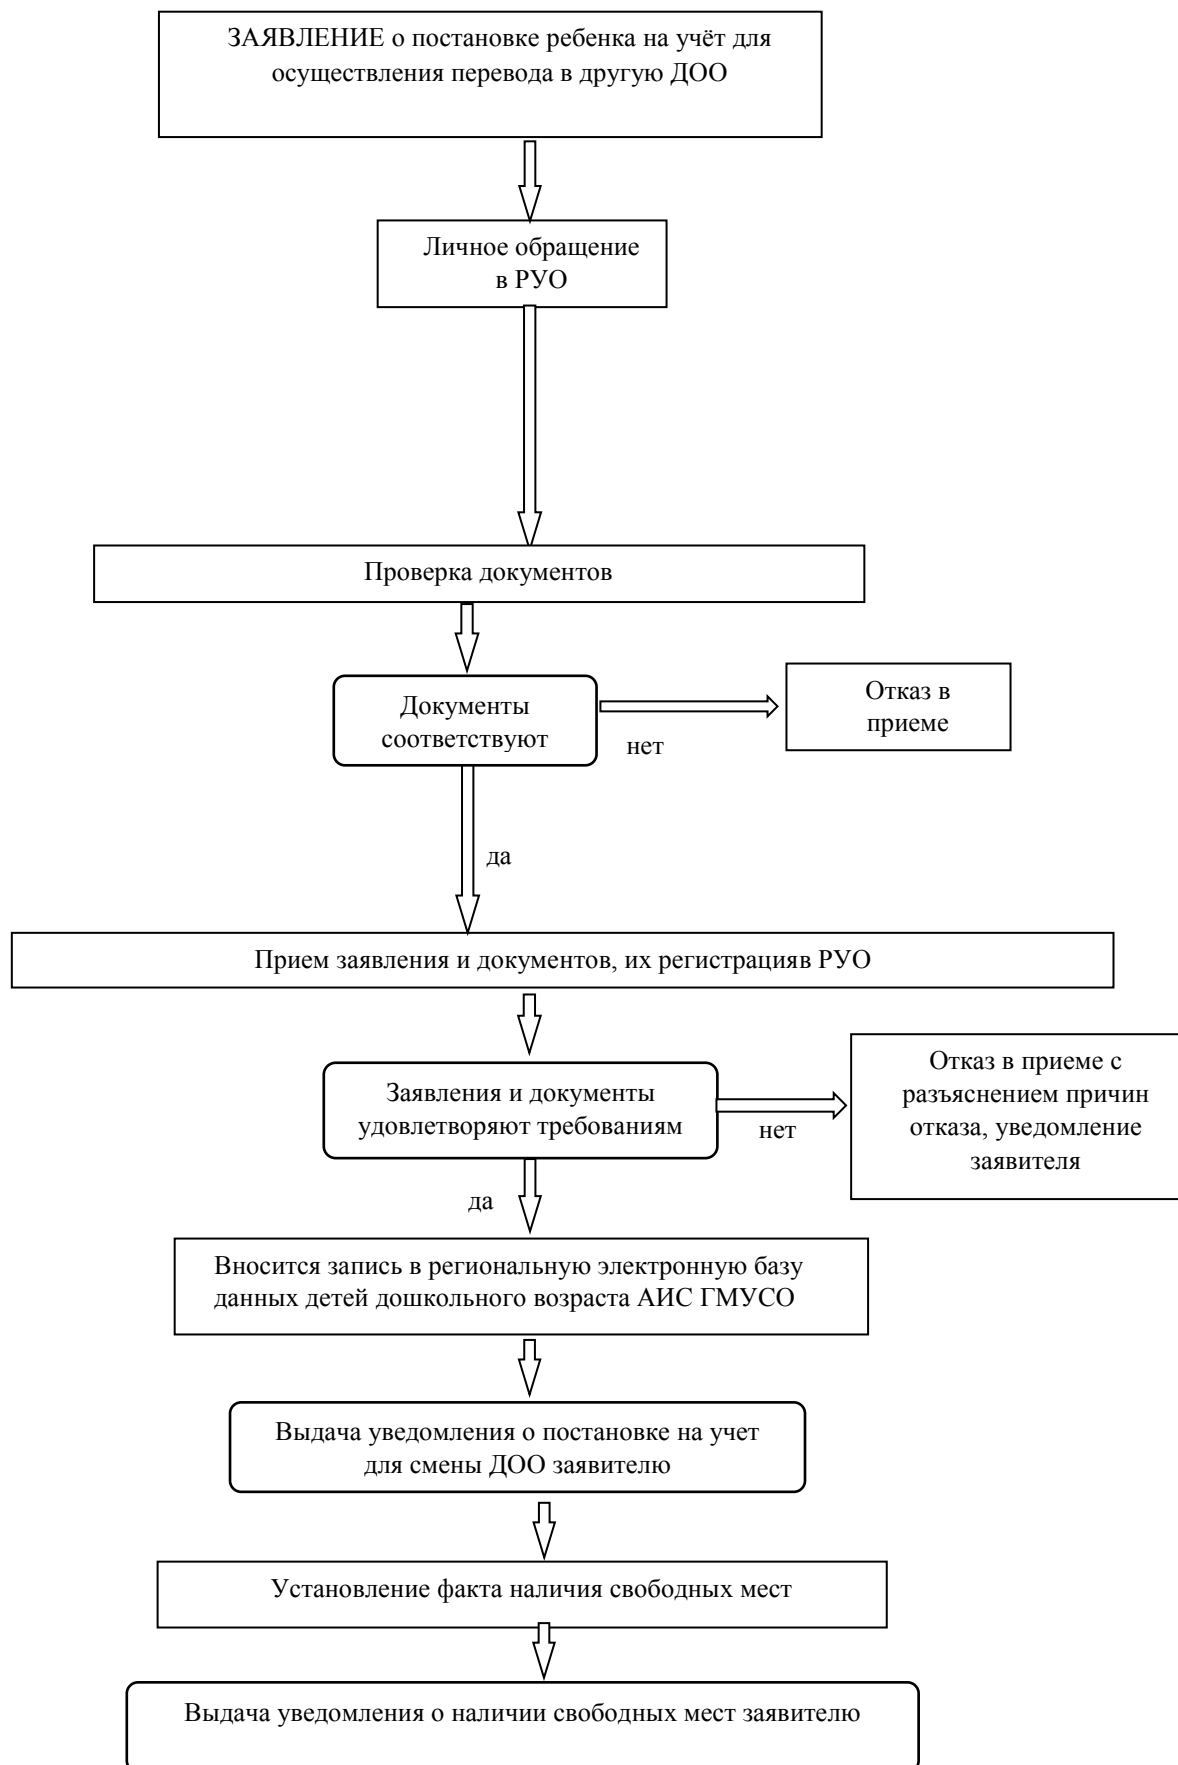 ЗАЯВЛЕНИЕ о постановке ребенка на учёт для
осуществления перевода в другую ДОО
Личное обращение
в РУО
Проверка документов
Документы
соответствуют
нет
Отказ в
приеме
да
Прием заявления и документов, их регистрацияв РУО
Заявления и документы
удовлетворяют требованиям
нет
Отказ в приеме с
разъяснением причин
отказа, уведомление
заявителя
да
Вносится запись в региональную электронную базу
данных детей дошкольного возраста АИС ГМУСО
Выдача уведомления о постановке на учет
для смены ДОО заявителю
Установление факта наличия свободных мест
Выдача уведомления о наличии свободных мест заявителю